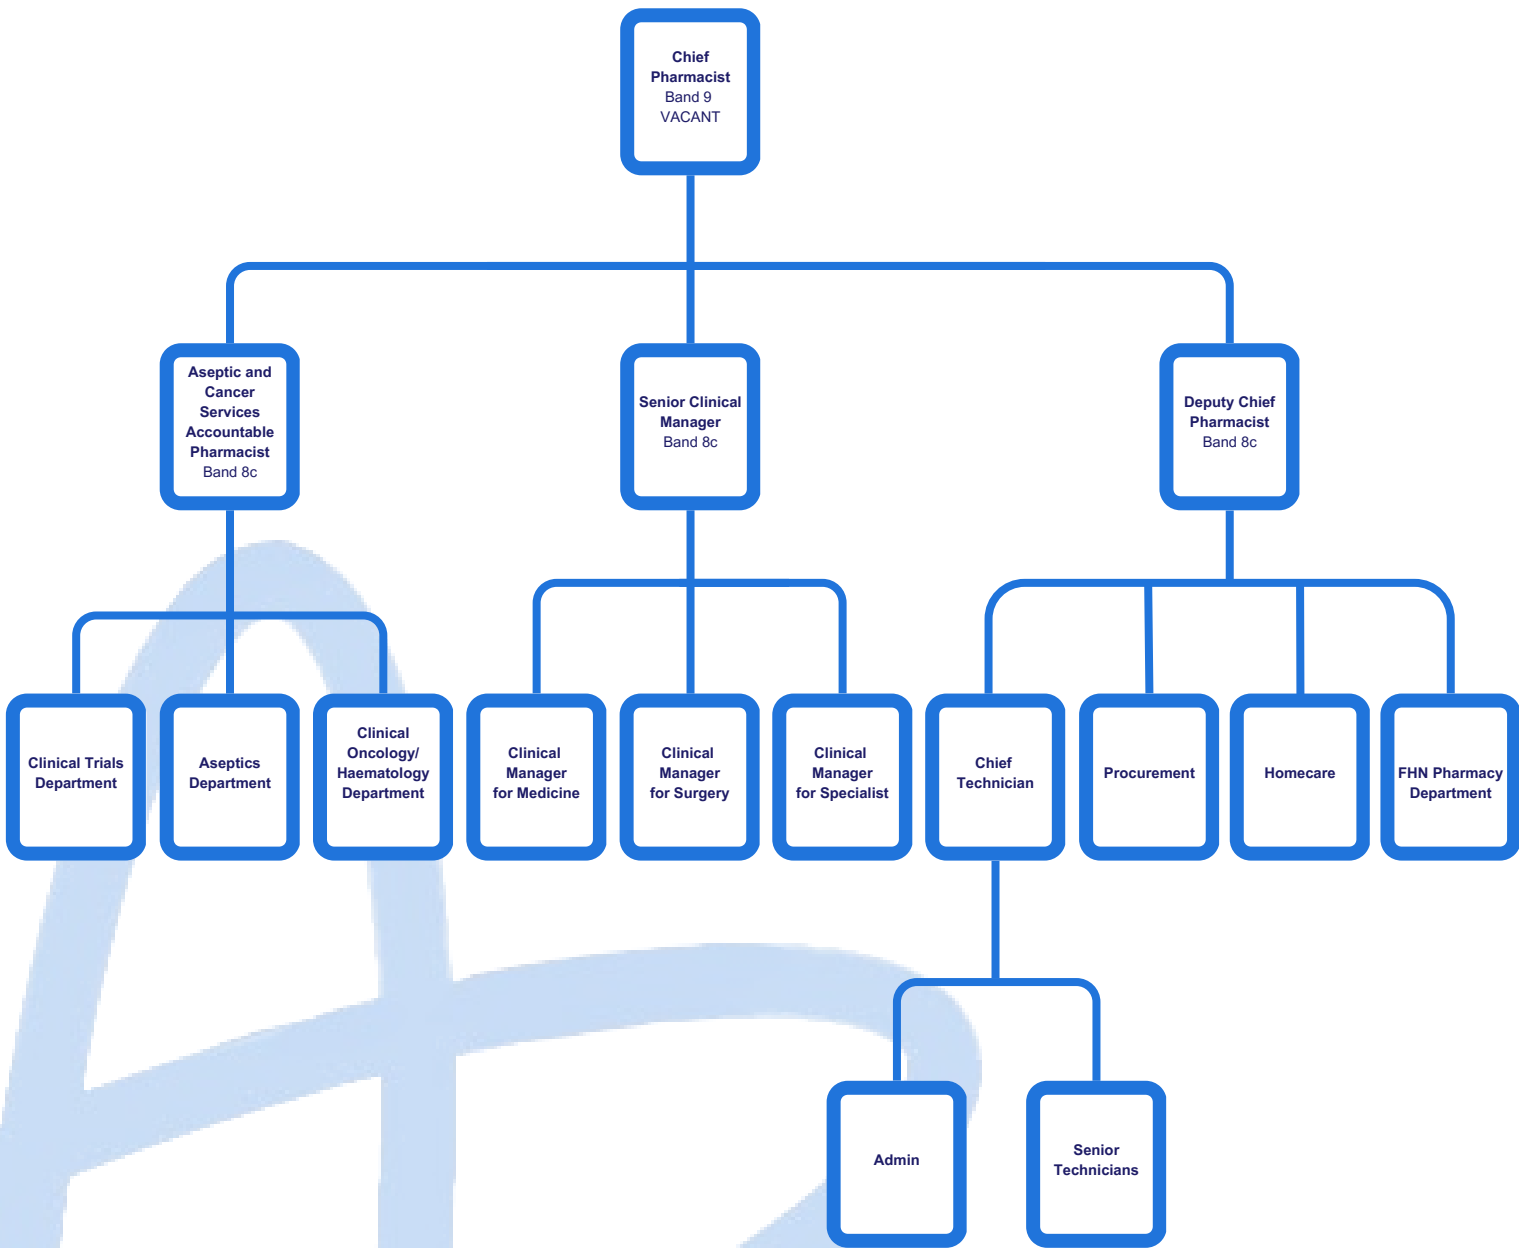 Chief
Pharmacist
Band 9
VACANT
Aseptic and
Cancer
Services
Accountable
Pharmacist
Band 8c
Senior Clinical
Manager
Band 8c
Deputy Chief
Pharmacist
Band 8c
Clinical Trials
Department
Aseptics
Department
Clinical
Oncology/
Haematology
Department
Clinical
Manager
for Medicine
Clinical
Manager
for Surgery
Clinical
Manager
for Specialist
Chief
Technician
Procurement
Homecare
FHN Pharmacy
Department
Admin
Senior
Technicians